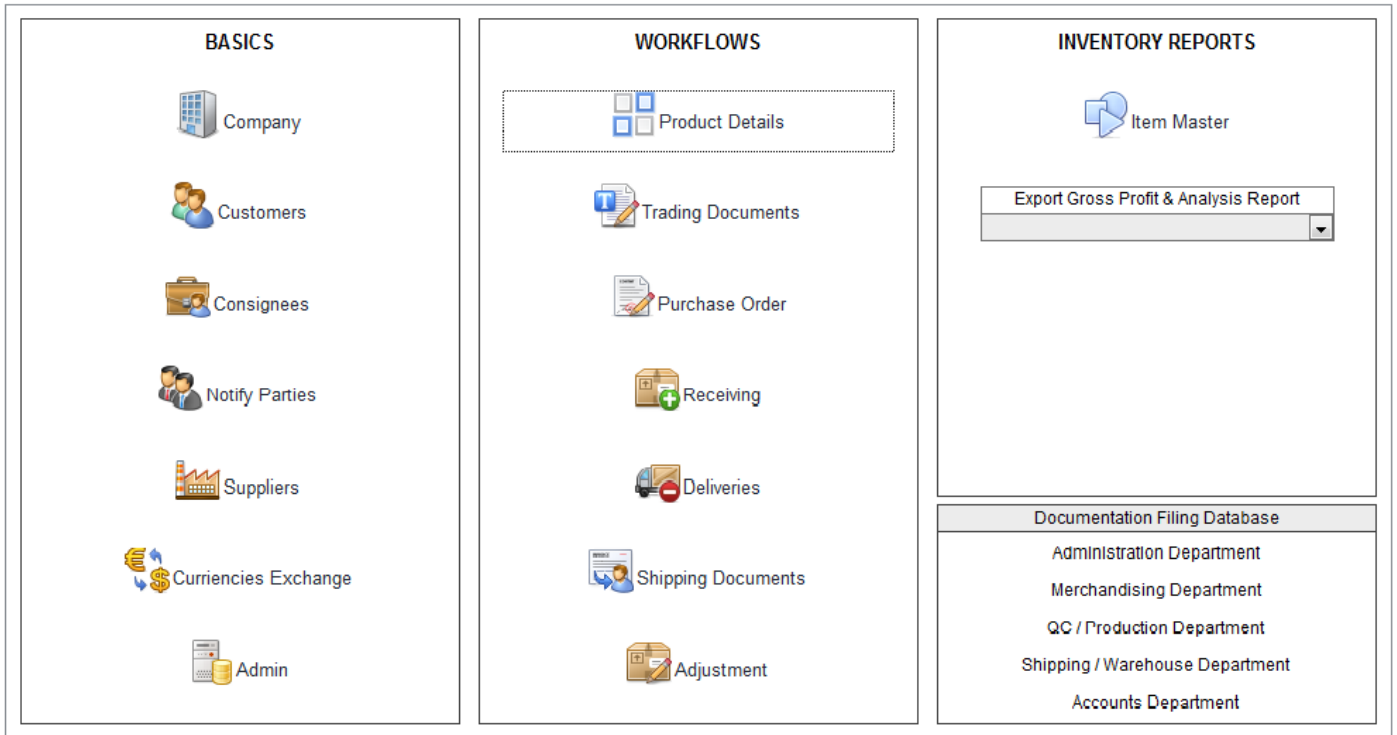 BASICS
Company
Customers
Consignees
Notify Parties
Suppliers
Curriencies Exchange
Admin
WORKFLOWS
Product Details
Trading Documents
Purchase Order
Receiving
Deliveries
Shipping Documents
Adjustment
INVENTORY REPORTS
Item Master
Export Gross Profit & Analysis Report
Documentation Filing Database
Administration Department
Merchandising Department
QC / Production Department
Shipping / Warehouse Department
Accounts Department